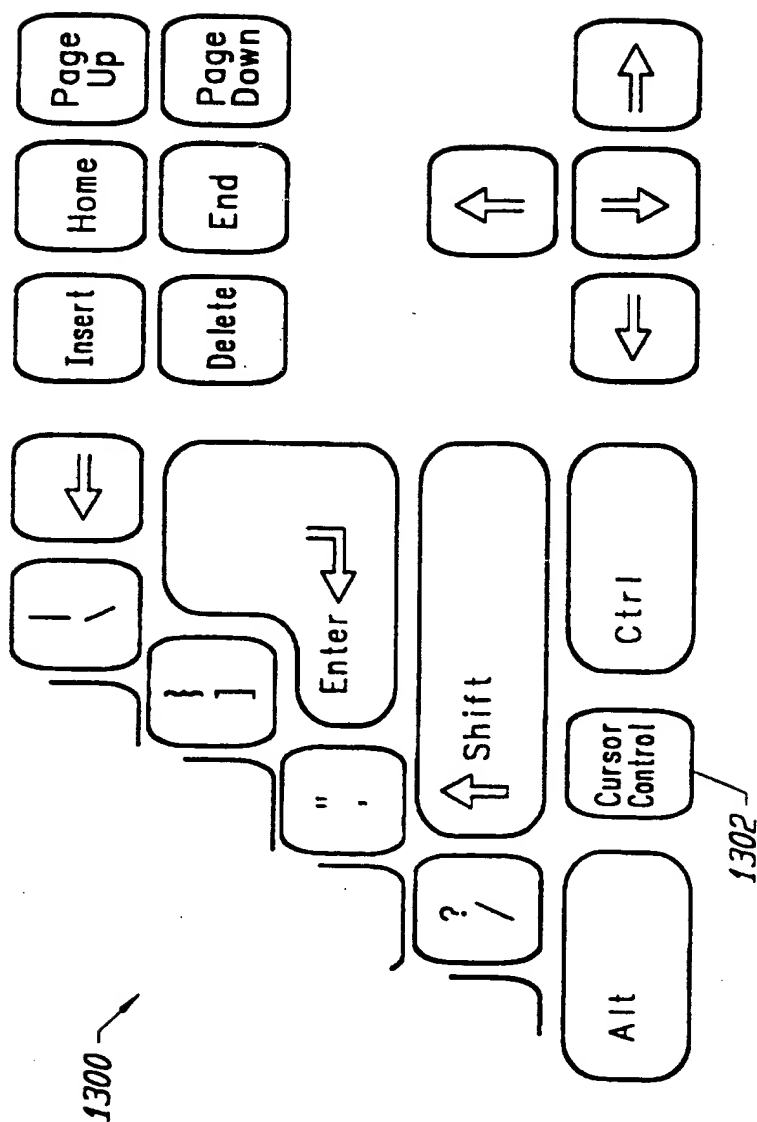 1300
|
\
Insert
Home
Page
Up
}
]
Delete
End
Page
Down
"
'
Enter
?
/
Shift
Alt
Cursor
Control
Ctrl
1302